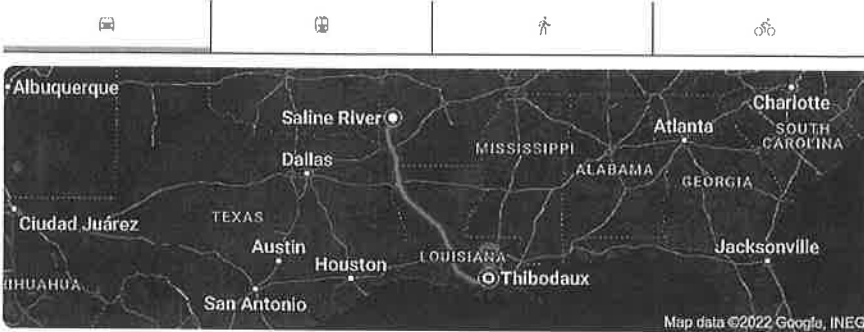 Albuquerque
Charlotte
Saline River
SOUTH
CAROLINA
Atlanta
MISSISSIPPI
Dallas
ALABAMA
GEORGIA
Ciudad Juárez
TEXAS
Austin
Houston
LOUISIANA
Jacksonville
Thibodaux
IHUAHUA
San Antonio
Map data ©2022 Google, INEG